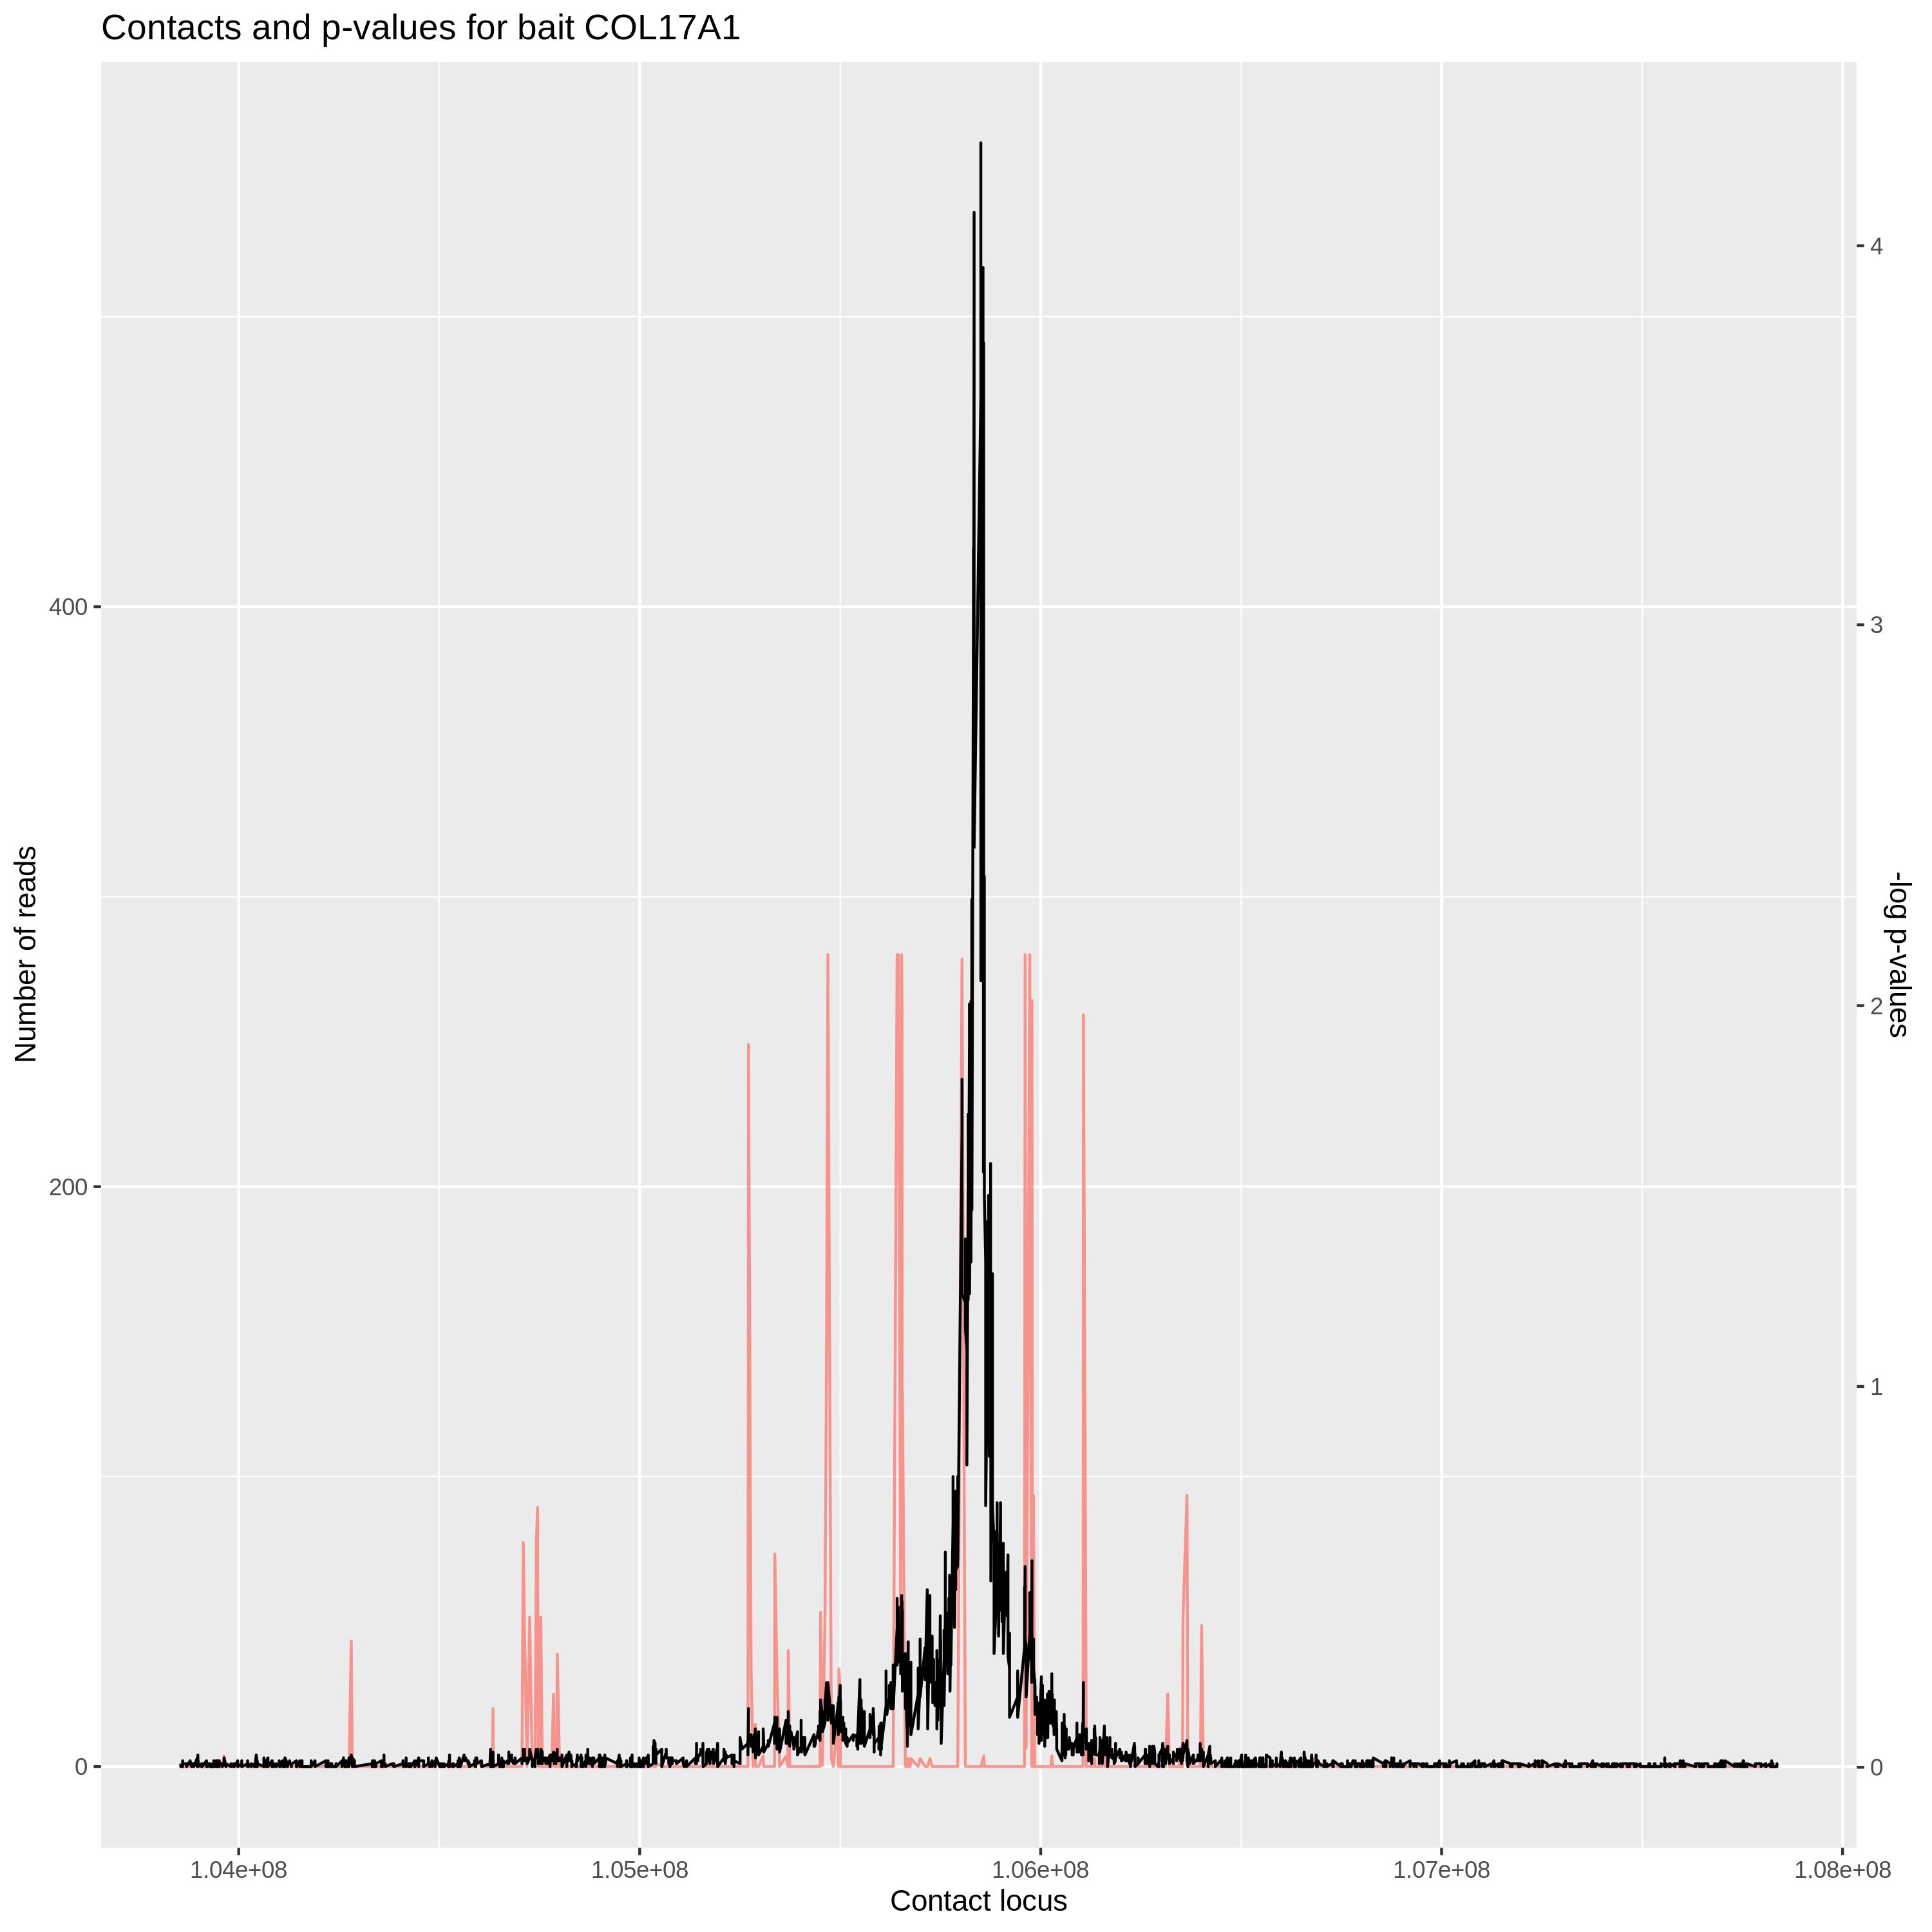 Contacts and p-values for bait COL17A1
Number of reads
400
200
0
4
3
2
1
0
-log p-values
1.04e+08
1.05e+08
1.06e+08
1.07e+08
1.08e+08
Contact locus